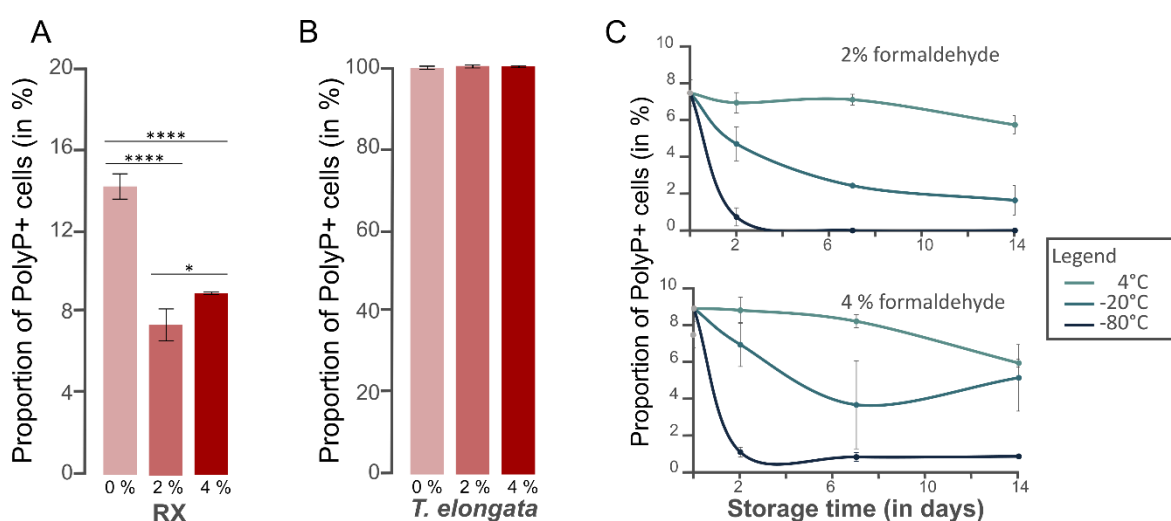 A
Proportion of PolyP+ cells (in %)
20
16
12
8
4
0
****
****
*
0 % 2 % 4 %
RX
B
Proportion of PolyP+ cells (in %)
100
80
60
40
20
0
0 % 2 % 4 %
T. elongata
C
Proportion of PolyP+ cells (in %)
2% formaldehyde
10
8
6
4
2
0
2 6 10 14
4 % formaldehyde
10
8
6
4
2
0
2 6 10 14
Storage time (in days)
Legend
4°C
-20°C
-80°C